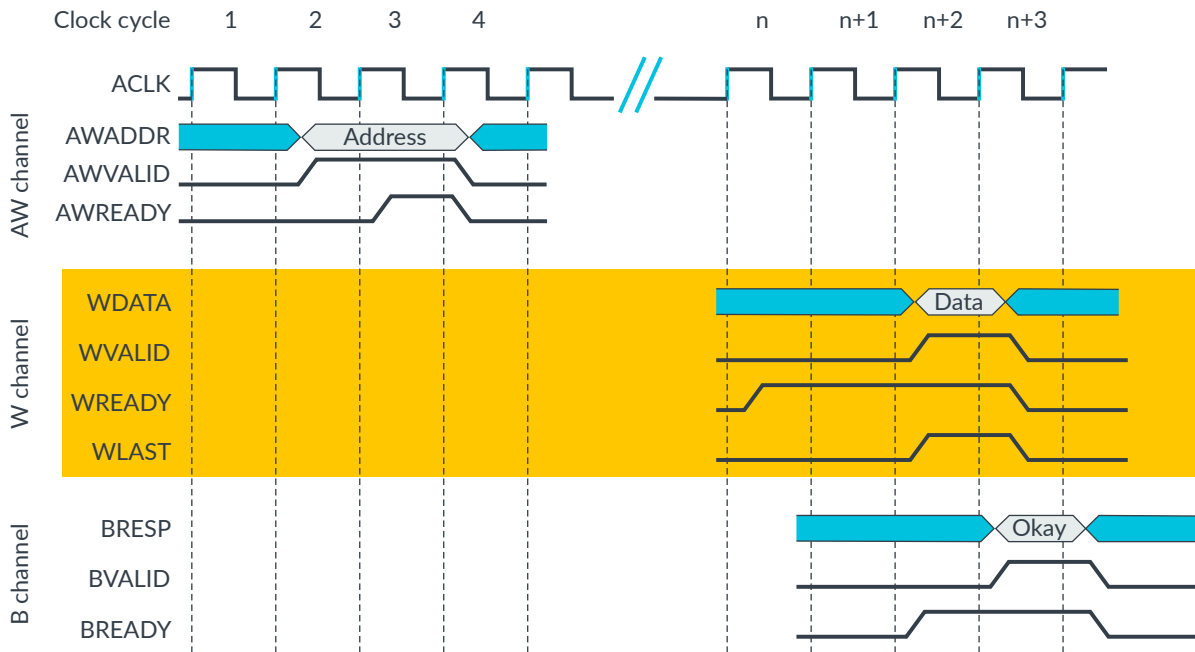 Clock cycle 1 2 3 4 n n+1 n+2 n+3
ACLK
AW channel
AWADDR Address
AWVALID
AWREADY
W channel
WDATA Data
WVALID
WREADY
WLAST
B channel
BRESP Okay
BVALID
BREADY